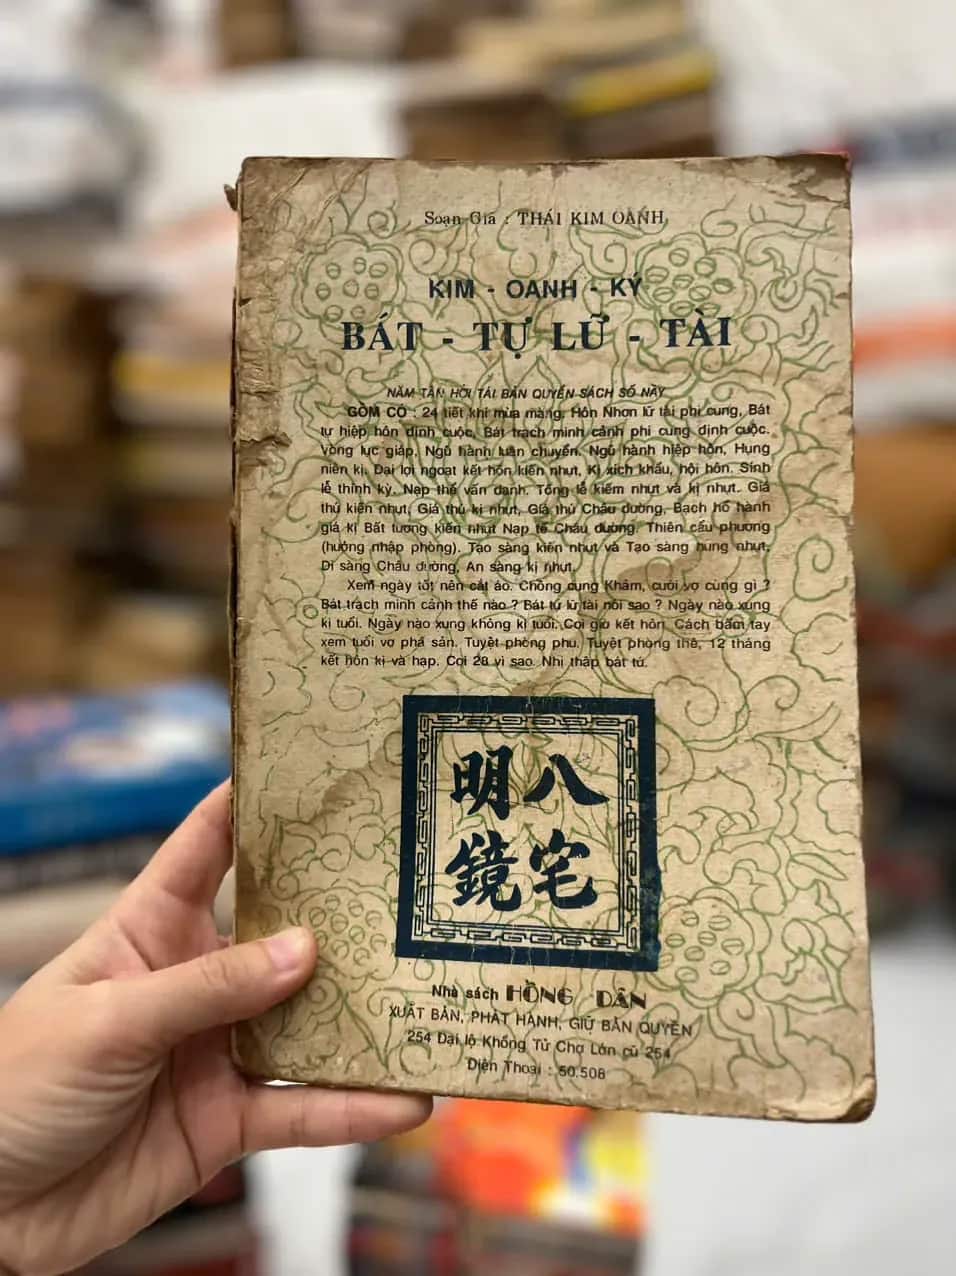 Soạn Giả : THÁI KIM OANH
KIM - OANH - KÝ
BÁT - TỰ LỮ - TÀI
NĂM TÂN HỢI TÁI BẢN QUYỂN SÁCH SỐ NẦY
GỒM CÓ : 24 tiết khí mùa màng, Hôn Nhơn lữ tài phi cung, Bát
tự hiệp hôn định cuộc, Bát trạch minh cảnh phi cung định cuộc.
Vòng lục giáp, Ngũ hành luân chuyển. Ngũ hành hiệp hôn, Hung
niên kị. Đại lợi ngoạt kết hôn kiến nhựt, Kị xích khẩu, hội hôn. Sính
lễ thỉnh kỳ. Nạp thể vấn danh. Tổng lễ kiếm nhựt và kị nhựt. Giá
thú kiện nhựt, Giá thú kị nhựt, Giá thú Châu đường, Bạch hổ hành
giá kị Bất tương kiến nhựt Nạp tế Châu đường. Thiên cẩu phương
(hướng nhập phòng). Tạo sàng kiến nhựt và Tạo sàng hung nhựt.
Di sàng Châu đường, An sàng kị nhựt.
Xem ngày tốt nên cắt áo. Chồng cung Khảm, cưới vợ cung gì ?
Bát trạch minh cảnh thế nào ? Bát tự lữ tài nói sao ? Ngày nào xung
kị tuổi. Ngày nào xung không kị tuổi. Coi giờ kết hôn. Cách bấm tay
xem tuổi vợ phá sản. Tuyệt phòng phu. Tuyệt phòng thê, 12 tháng
kết hôn kị và hạp. Coi 28 vì sao. Nhị thập bát tú.
八宅
明鏡
Nhà sách HỒNG DÂN
XUẤT BẢN, PHÁT HÀNH, GIỮ BẢN QUYỀN
254 Đại lộ Khổng Tử Chợ Lớn cũ 254
Điện Thoại : 50.508